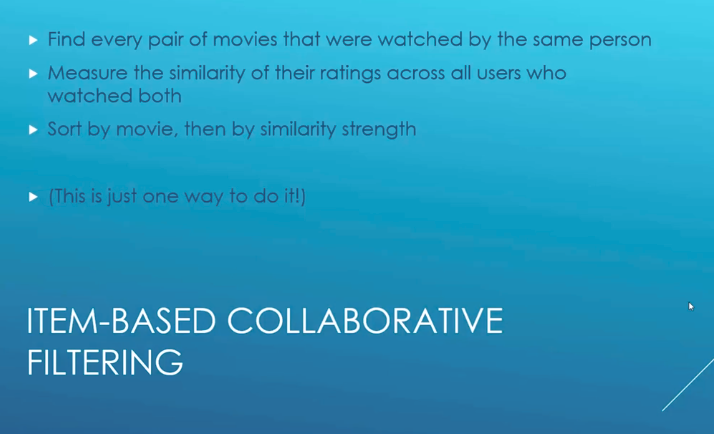 Find every pair of movies that were watched by the same person
Measure the similarity of their ratings across all users who
watched both
Sort by movie, then by similarity strength
(This is just one way to do it!)
ITEM-BASED COLLABORATIVE
FILTERING